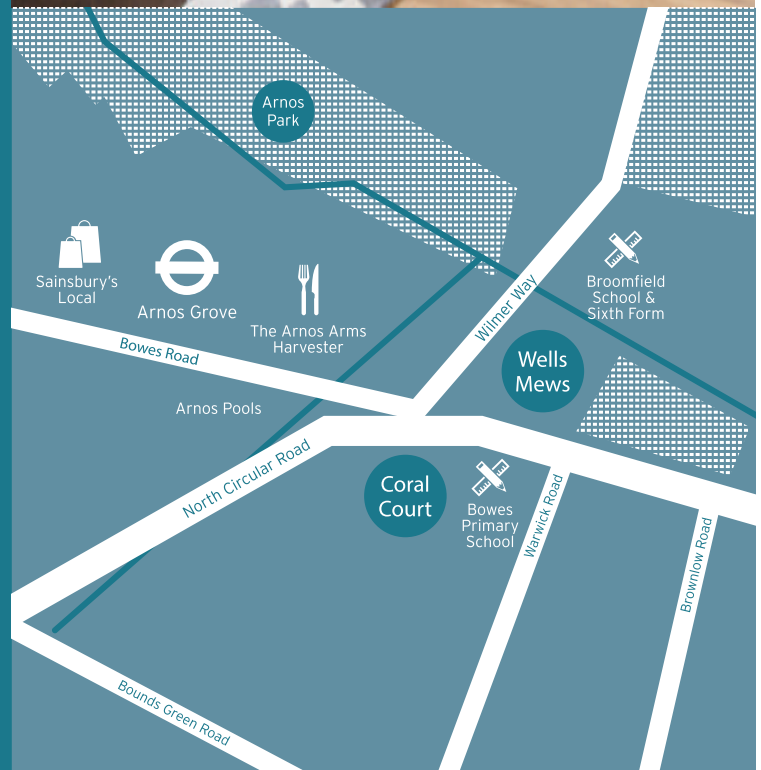 Arnos
Park
Sainsbury's
Local
Arnos Grove
The Arnos Arms
Harvester
Broomfield
School &
Sixth Form
Wilmer Way
Bowes Road
Wells
Mews
Arnos Pools
North Circular Road
Coral
Court
Bowes
Primary
School
Warwick Road
Brownlow Road
Bounds Green Road